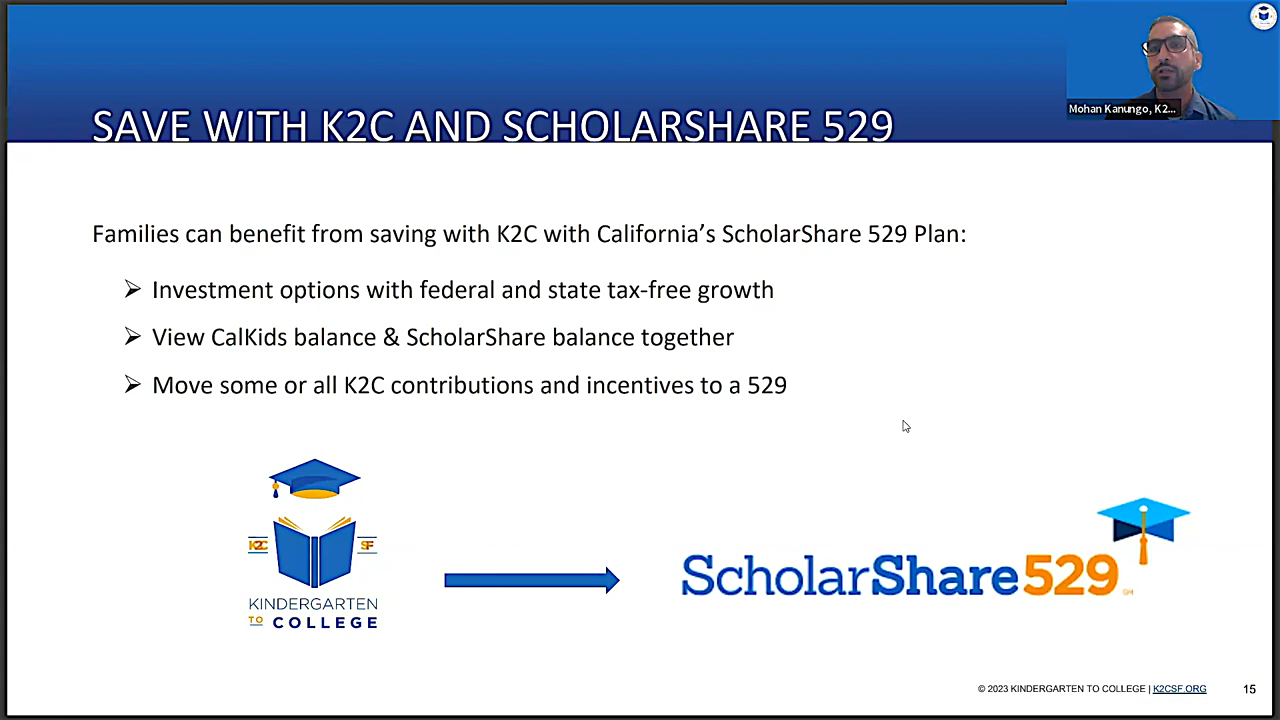 Mohan Kanungo, K2...
SAVE WITH K2C AND SCHOLARSHARE 529
Families can benefit from saving with K2C with California’s ScholarShare 529 Plan:
Investment options with federal and state tax-free growth
View CalKids balance & ScholarShare balance together
Move some or all K2C contributions and incentives to a 529
K2C SF
KINDERGARTEN
TO COLLEGE
ScholarShare529
© 2023 KINDERGARTEN TO COLLEGE | K2CSF.ORG 15